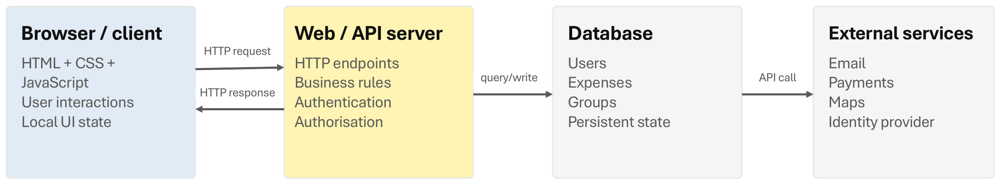 Browser / client
HTML + CSS +
JavaScript
User interactions
Local UI state
HTTP request
HTTP response
Web / API server
HTTP endpoints
Business rules
Authentication
Authorisation
query/write
Database
Users
Expenses
Groups
Persistent state
API call
External services
Email
Payments
Maps
Identity provider